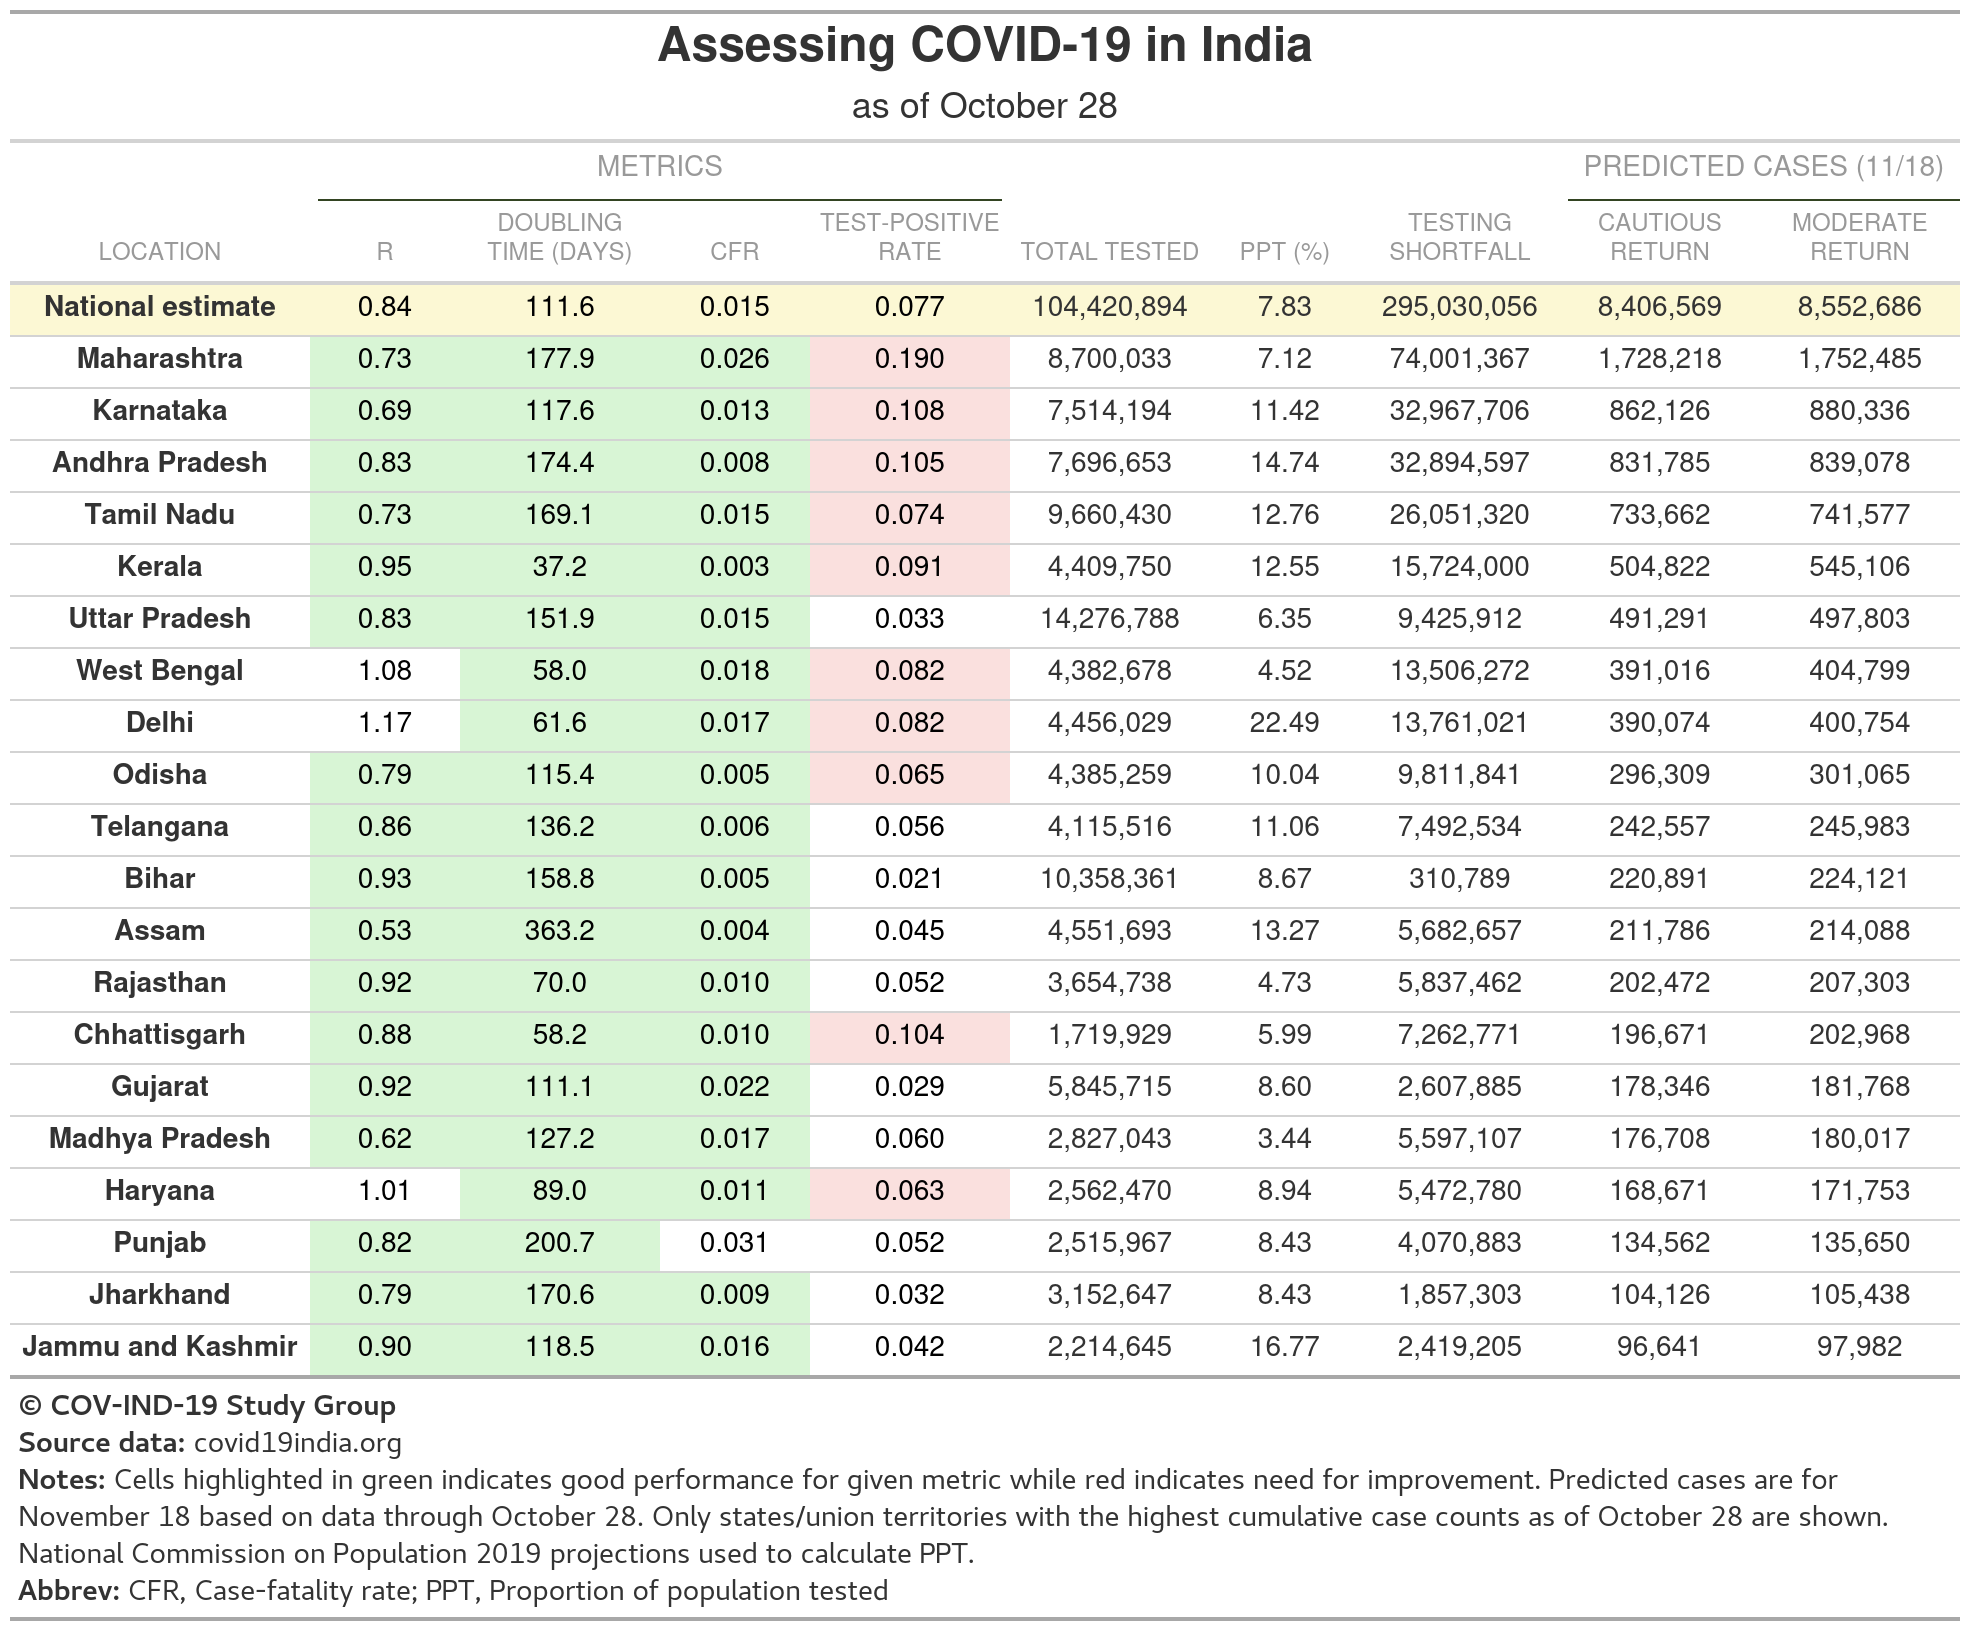 Assessing COVID-19 in India
as of October 28
METRICS PREDICTED CASES (11/18)
LOCATION R DOUBLING TIME (DAYS) CFR TEST-POSITIVE RATE TOTAL TESTED PPT (%) TESTING SHORTFALL CAUTIOUS RETURN MODERATE RETURN
National estimate 0.84 111.6 0.015 0.077 104,420,894 7.83 295,030,056 8,406,569 8,552,686
Maharashtra 0.73 177.9 0.026 0.190 8,700,033 7.12 74,001,367 1,728,218 1,752,485
Karnataka 0.69 117.6 0.013 0.108 7,514,194 11.42 32,967,706 862,126 880,336
Andhra Pradesh 0.83 174.4 0.008 0.105 7,696,653 14.74 32,894,597 831,785 839,078
Tamil Nadu 0.73 169.1 0.015 0.074 9,660,430 12.76 26,051,320 733,662 741,577
Kerala 0.95 37.2 0.003 0.091 4,409,750 12.55 15,724,000 504,822 545,106
Uttar Pradesh 0.83 151.9 0.015 0.033 14,276,788 6.35 9,425,912 491,291 497,803
West Bengal 1.08 58.0 0.018 0.082 4,382,678 4.52 13,506,272 391,016 404,799
Delhi 1.17 61.6 0.017 0.082 4,456,029 22.49 13,761,021 390,074 400,754
Odisha 0.79 115.4 0.005 0.065 4,385,259 10.04 9,811,841 296,309 301,065
Telangana 0.86 136.2 0.006 0.056 4,115,516 11.06 7,492,534 242,557 245,983
Bihar 0.93 158.8 0.005 0.021 10,358,361 8.67 310,789 220,891 224,121
Assam 0.53 363.2 0.004 0.045 4,551,693 13.27 5,682,657 211,786 214,088
Rajasthan 0.92 70.0 0.010 0.052 3,654,738 4.73 5,837,462 202,472 207,303
Chhattisgarh 0.88 58.2 0.010 0.104 1,719,929 5.99 7,262,771 196,671 202,968
Gujarat 0.92 111.1 0.022 0.029 5,845,715 8.60 2,607,885 178,346 181,768
Madhya Pradesh 0.62 127.2 0.017 0.060 2,827,043 3.44 5,597,107 176,708 180,017
Haryana 1.01 89.0 0.011 0.063 2,562,470 8.94 5,472,780 168,671 171,753
Punjab 0.82 200.7 0.031 0.052 2,515,967 8.43 4,070,883 134,562 135,650
Jharkhand 0.79 170.6 0.009 0.032 3,152,647 8.43 1,857,303 104,126 105,438
Jammu and Kashmir 0.90 118.5 0.016 0.042 2,214,645 16.77 2,419,205 96,641 97,982
© COV-IND-19 Study Group
Source data: covid19india.org
Notes: Cells highlighted in green indicates good performance for given metric while red indicates need for improvement. Predicted cases are for
November 18 based on data through October 28. Only states/union territories with the highest cumulative case counts as of October 28 are shown.
National Commission on Population 2019 projections used to calculate PPT.
Abbrev: CFR, Case-fatality rate; PPT, Proportion of population tested